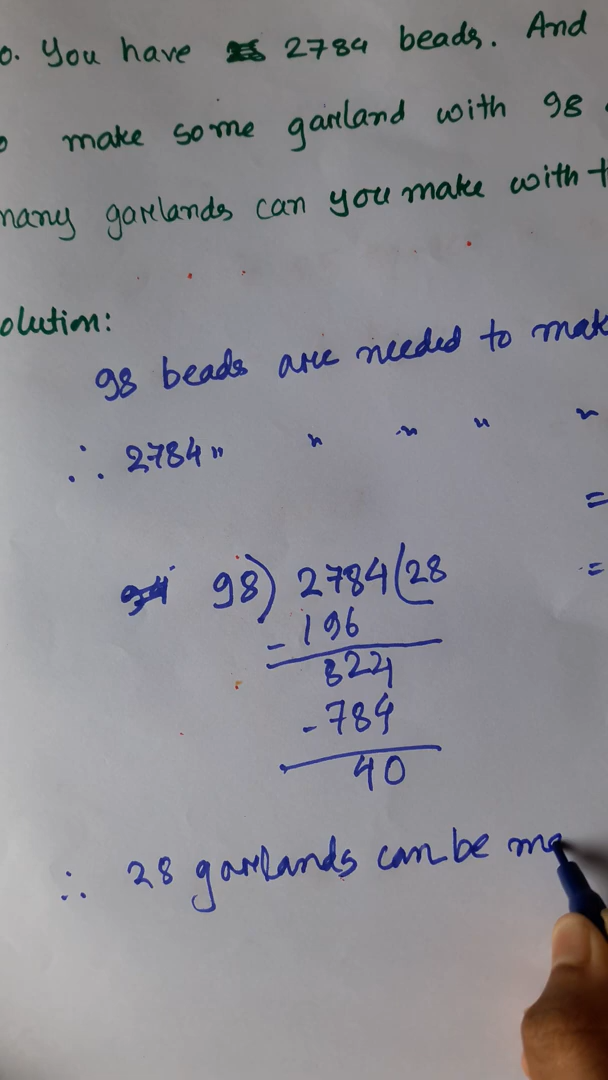 o. You have 2784 beads. And
make some garland with 98
many garlands can you make with t
olution:
98 beads are needed to mak
∴ 2784 " " " " "
=
98) 2784 (28 =
- 196
824
- 784
40
∴ 28 garlands can be ma